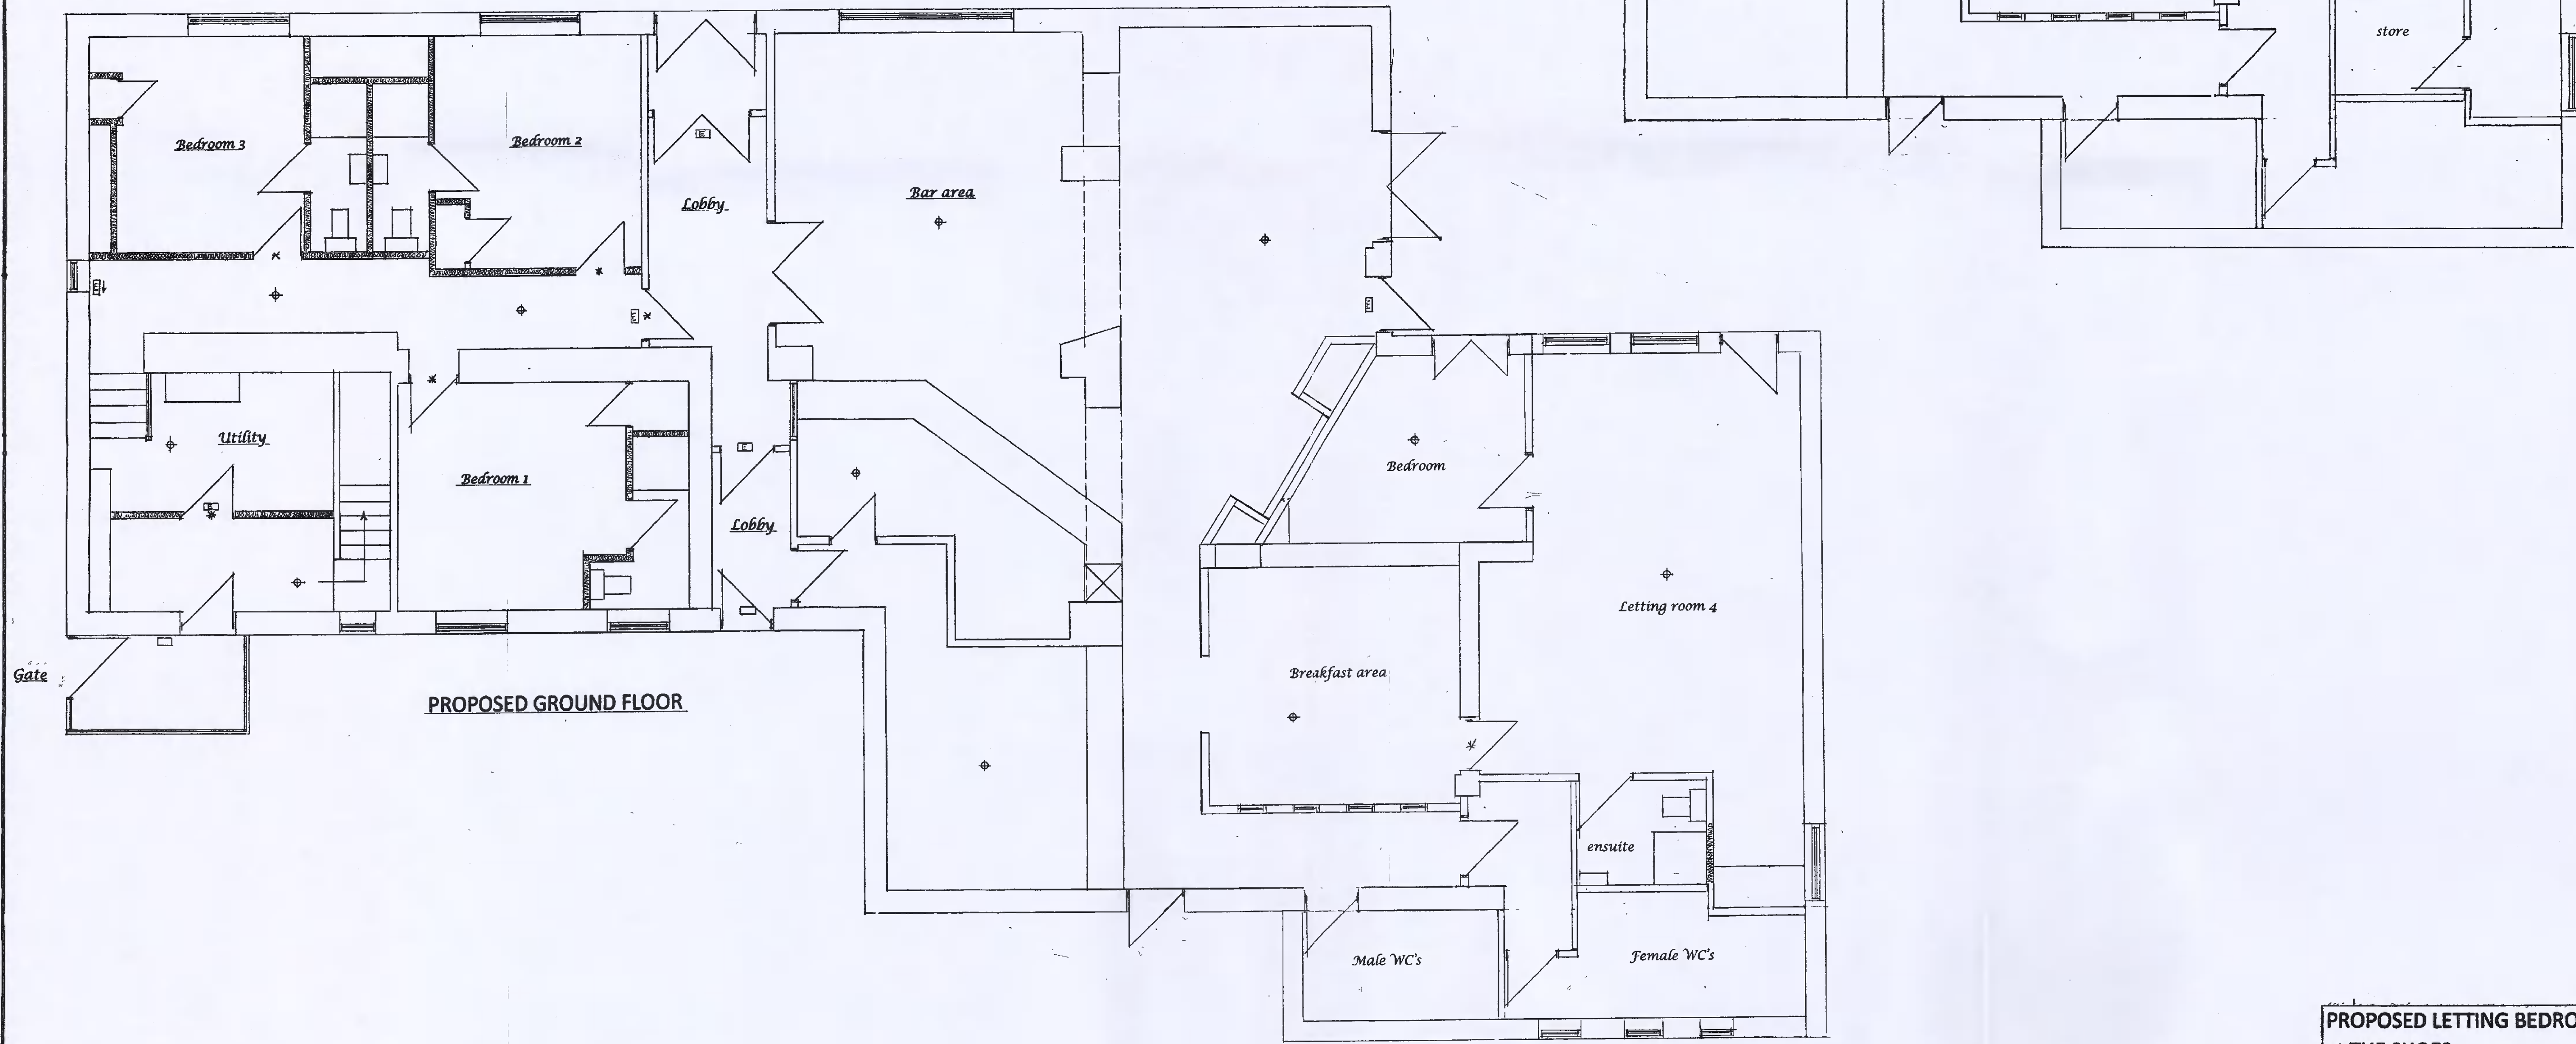 store
Bedroom 3
Bedroom 2
Lobby
Bar area
E
E
E
Utility
Bedroom 1
E
E
Lobby
E
Bedroom
Letting room 4
Breakfast area
Gate
PROPOSED GROUND FLOOR
ensuite
Male WC's
Female WC's
PROPOSED LETTING